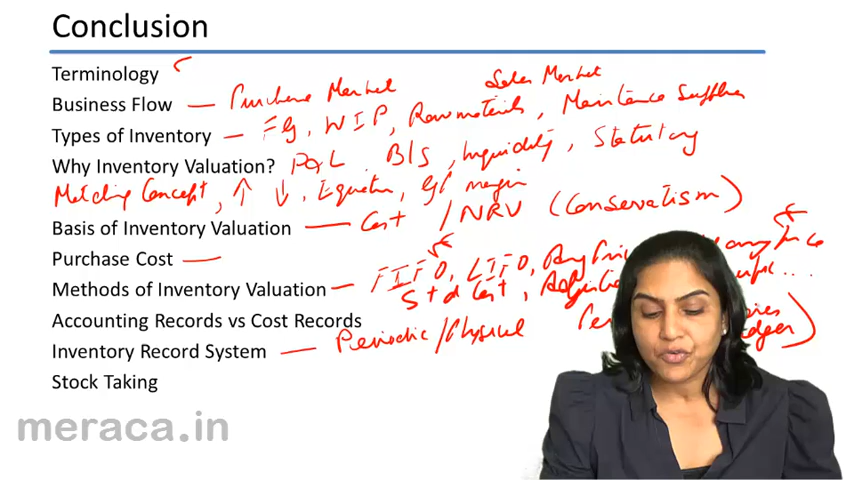 Conclusion
Terminology
Business Flow — Purchase Market Sales Market
Types of Inventory — FG, WIP, Raw materials, Maintance Supplies
Why Inventory Valuation? P&L B/S, Liquidity, Statutory
Matching Concept, ↑ ↓, Equation, GP margin
Basis of Inventory Valuation — Cost / NRV (Conservatism)
Purchase Cost —
Methods of Inventory Valuation — FIFO, LIFO,
Std Cost,
Accounting Records vs Cost Records
Inventory Record System — Periodic/Physical
Stock Taking
meraca.in